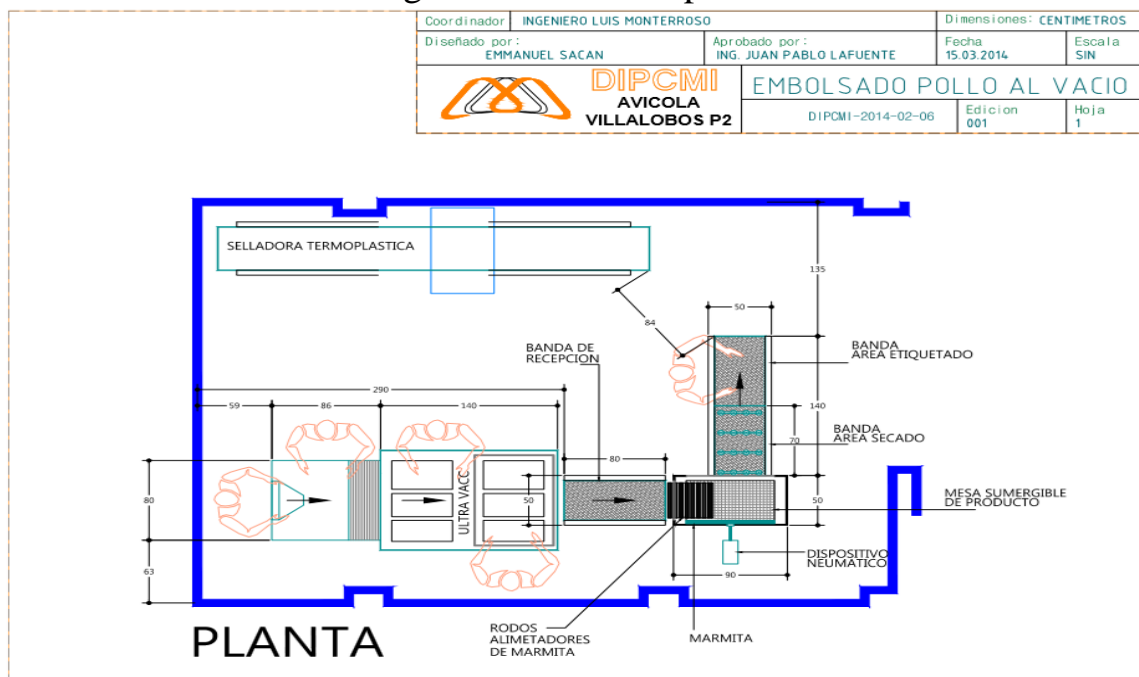 Coordinador INGENIERO LUIS MONTERROSO Dimensiones: CENTIMETROS
Diseñado por: Aprobado por: Fecha Escala
EMMANUEL SACAN ING. JUAN PABLO LAFUENTE 15.03.2014 SIN
DIPCMI
AVICOLA
VILLALOBOS P2
EMBOLSADO POLLO AL VACIO
DIPCMI-2014-02-06 Edicion Hoja
001 1
SELLADORA TERMOPLASTICA
135
50
84
BANDA DE
RECEPCION
BANDA
AREA ETIQUETADO
290
59 86 140
140
BANDA
AREA SECADO
70
80
ULTRA VACC
80
50
50
MESA SUMERGIBLE
DE PRODUCTO
63
90
DISPOSITIVO
NEUMATICO
PLANTA
RODOS
ALIMETADORES
DE MARMITA
MARMITA